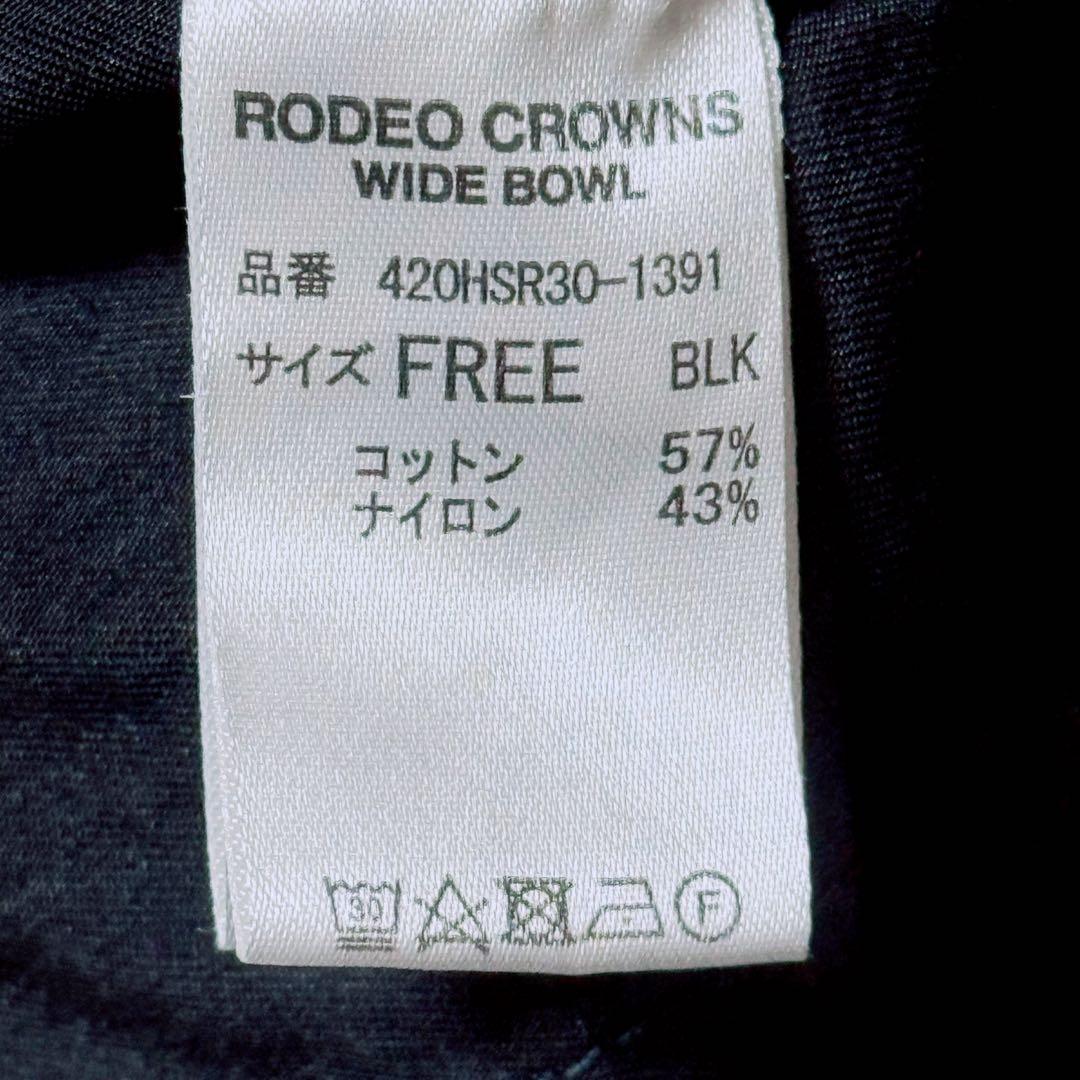 RODEO CROWNS
WIDE BOWL
品番 420HSR30-1391
サイズ FREE BLK
コットン 57%
ナイロン 43%
30 F